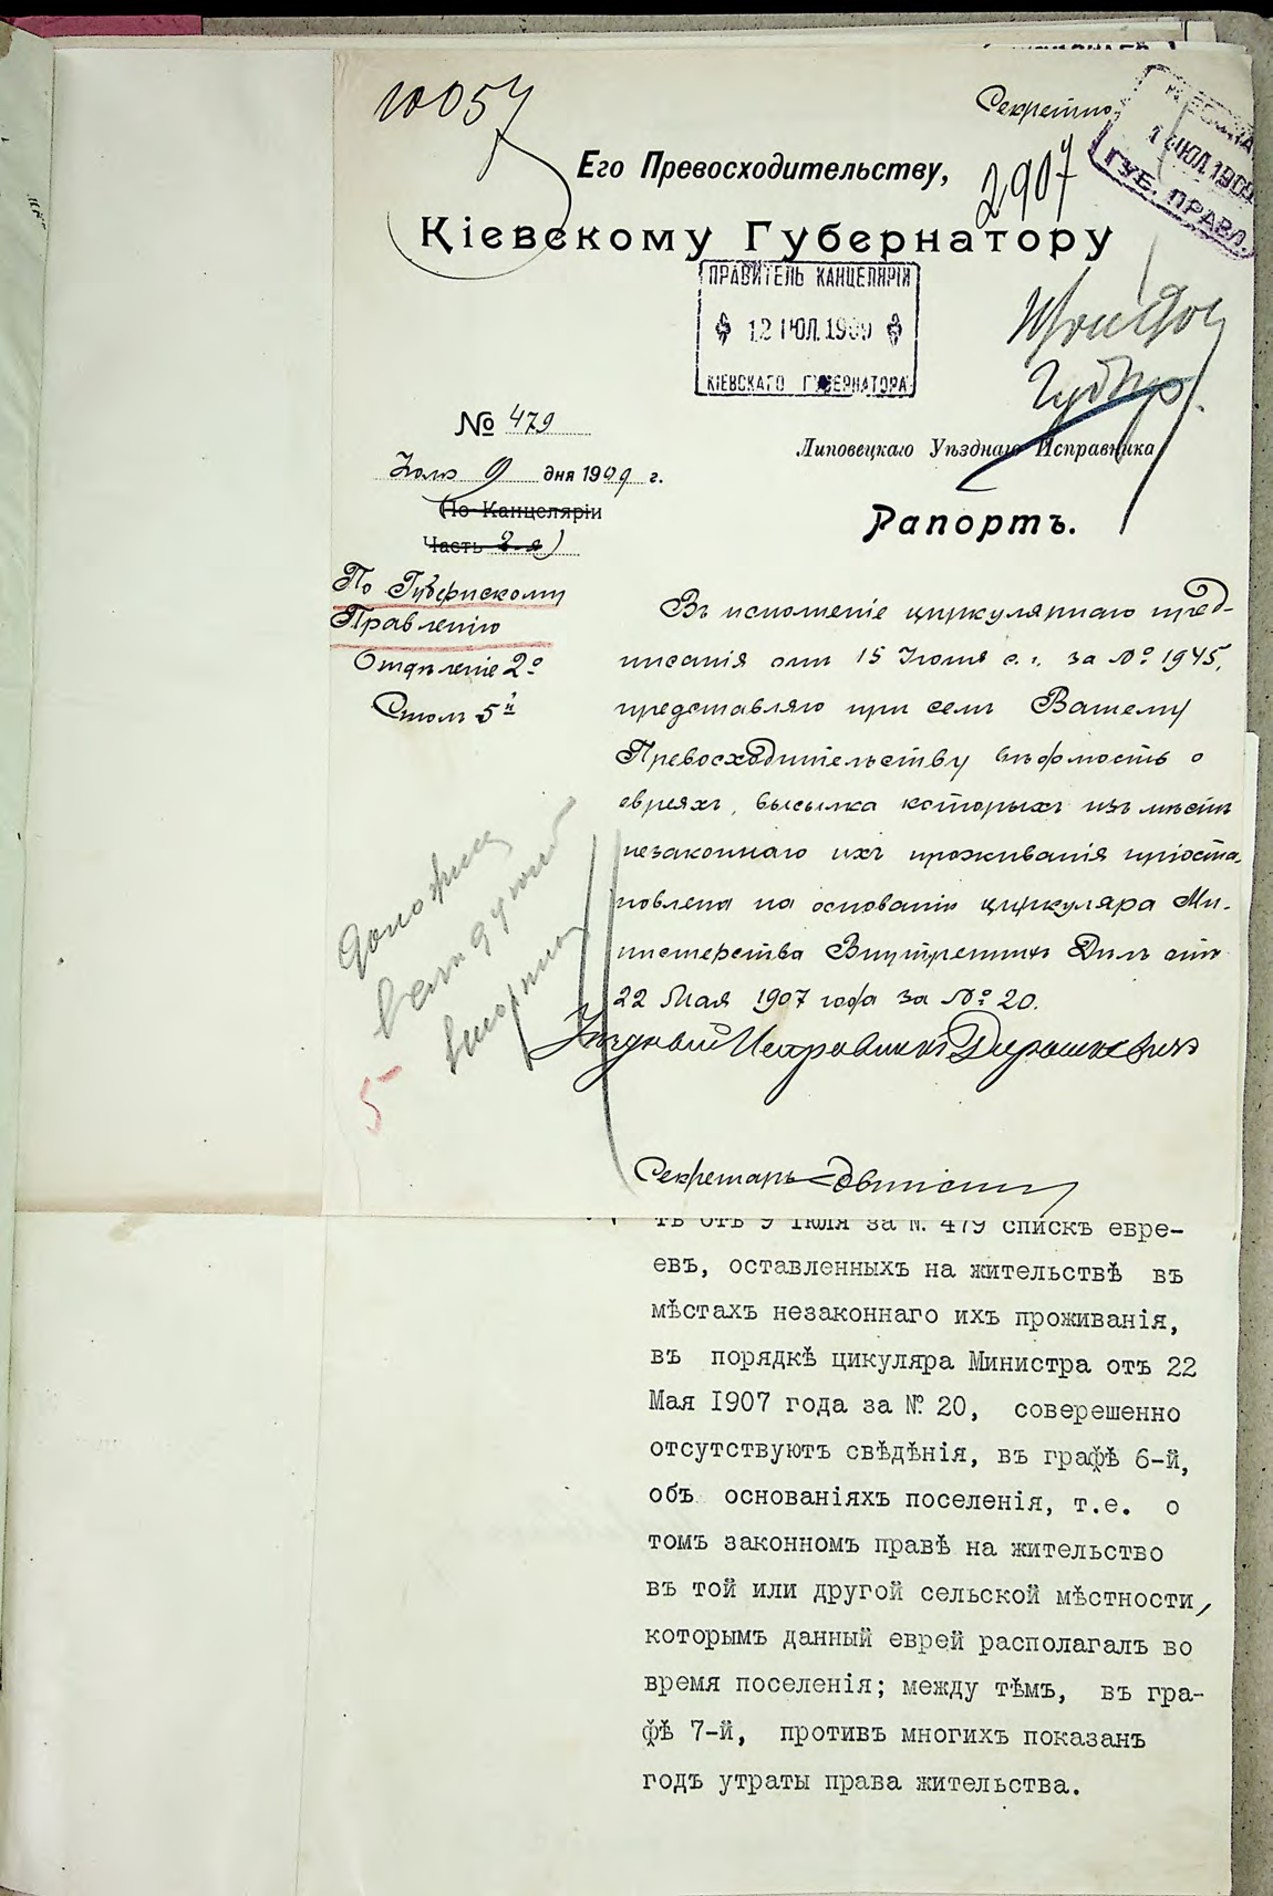 10057
Секретно
2907
ГУБ. ПРАВЛ.
Его Превосходительству,
Кіевскому Губернатору
ПРАВИТЕЛЬ КАНЦЕЛЯРІИ
12 ІЮЛ. 1909
КІЕВСКАГО ГУБЕРНАТОРА
№ 479
Іюля 9 дня 1909 г.
По Канцеляріи
Часть 2-я
По Губернскому
Правленію
Отдѣленіе 2º
Столъ 5й
Липовецкаго Уѣзднаго Исправника
Рапортъ.
Въ исполненіе циркулярнаго пред-
писанія отъ 15 Іюня с. г. за № 1945,
представляю при семъ Вашему
Превосходительству вѣдомость о
евреяхъ, высылка которыхъ изъ мѣстъ
незаконнаго ихъ проживанія пріоста-
новлена на основаніи циркуляра Ми-
нистерства Внутреннихъ Дѣлъ отъ
22 Мая 1907 года за № 20.
Уѣздный Исправникъ
Секретарь
5
тъ отъ 9 Іюля за №. 479 спискѣ евре-
евъ, оставленныхъ на жительствѣ въ
мѣстахъ незаконнаго ихъ проживанія,
въ порядкѣ цикуляра Министра отъ 22
Мая 1907 года за №. 20, соверешенно
отсутствуютъ свѣдѣнія, въ графѣ 6-й,
объ основаніяхъ поселенія, т.е. о
томъ законномъ правѣ на жительство
въ той или другой сельской мѣстности,
которымъ данный еврей располагалъ во
время поселенія; между тѣмъ, въ гра-
фѣ 7-й, противъ многихъ показанъ
годъ утраты права жительства.